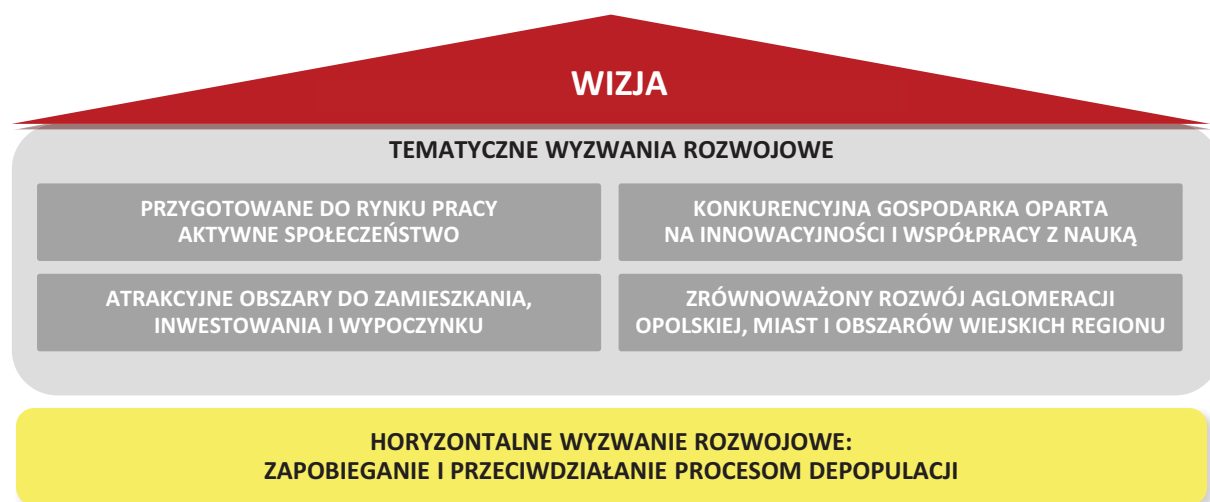 WIZJA
TEMATYCZNE WYZWANIA ROZWOJOWE
PRZYGOTOWANE DO RYNKU PRACY
AKTYWNE SPOŁECZEŃSTWO
KONKURENCYJNA GOSPODARKA OPARTA
NA INNOWACYJNOŚCI I WSPÓŁPRACY Z NAUKĄ
ATRAKCYJNE OBSZARY DO ZAMIESZKANIA,
INWESTOWANIA I WYPOCZYNKU
ZRÓWNOWAŻONY ROZWÓJ AGLOMERACJI
OPOLSKIEJ, MIAST I OBSZARÓW WIEJSKICH REGIONU
HORYZONTALNE WYZWANIE ROZWOJOWE:
ZAPOBIEGANIE I PRZECIWDZIAŁANIE PROCESOM DEPOPULACJI